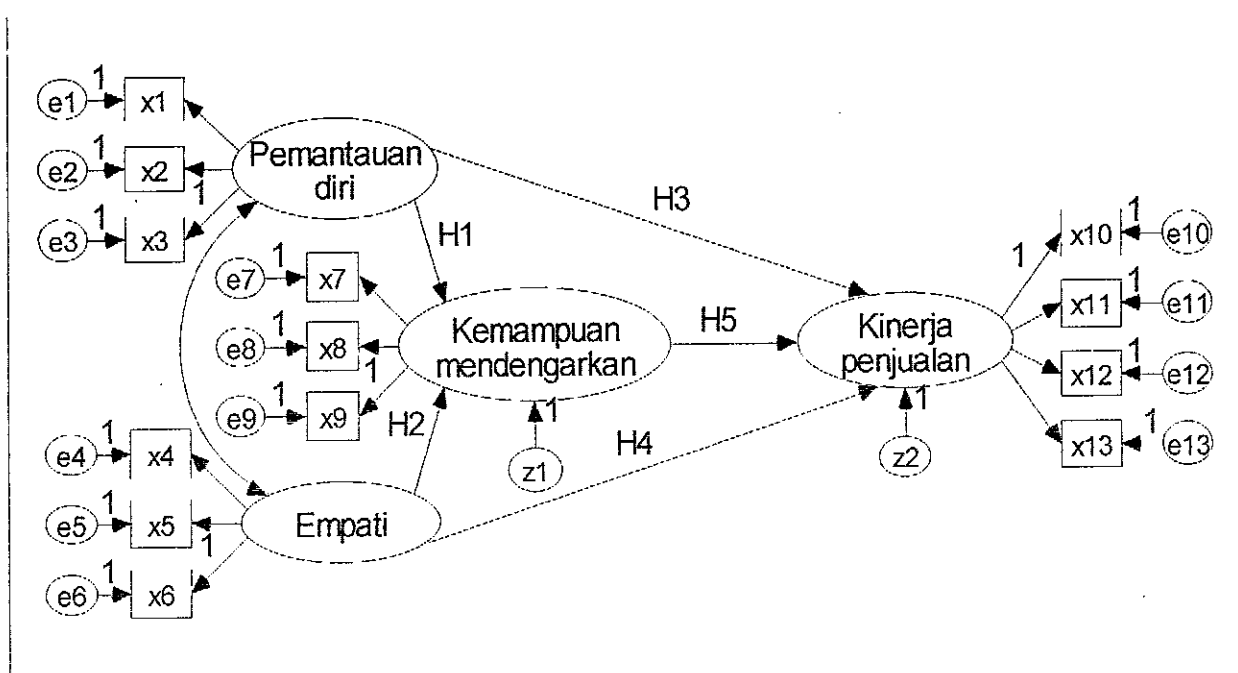 1
e1
x1
Pemantauan
diri
1
e2
x2
1
1
e3
x3
H1
H3
1
e7
x7
1
e8
x8
1
1
e9
x9
Kemampuan
mendengarkan
H2
H5
1
z1
H4
Kinerja
penjualan
1
z2
1
x10
1
e10
x11
1
e11
x12
1
e12
x13
1
e13
1
e4
x4
1
e5
x5
1
1
e6
x6
Empati